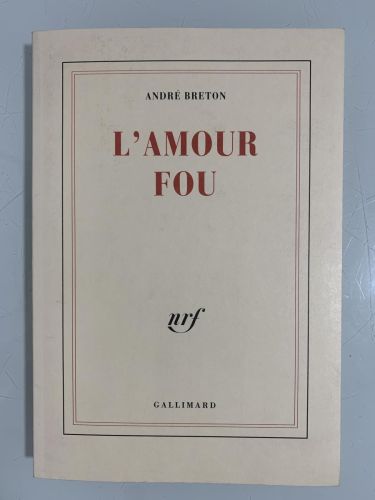 ANDRÉ BRETON
L'AMOUR
FOU
nrf
GALLIMARD